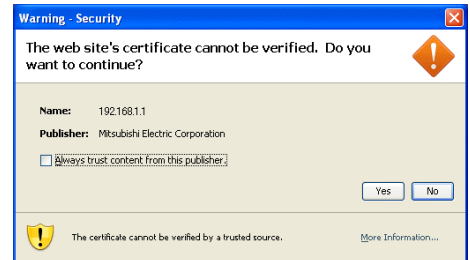 Warning - Security
The web site's certificate cannot be verified. Do you
want to continue?
Name: 192.168.1.1
Publisher: Mitsubishi Electric Corporation
Always trust content from this publisher.
Yes No
The certificate cannot be verified by a trusted source. More Information...